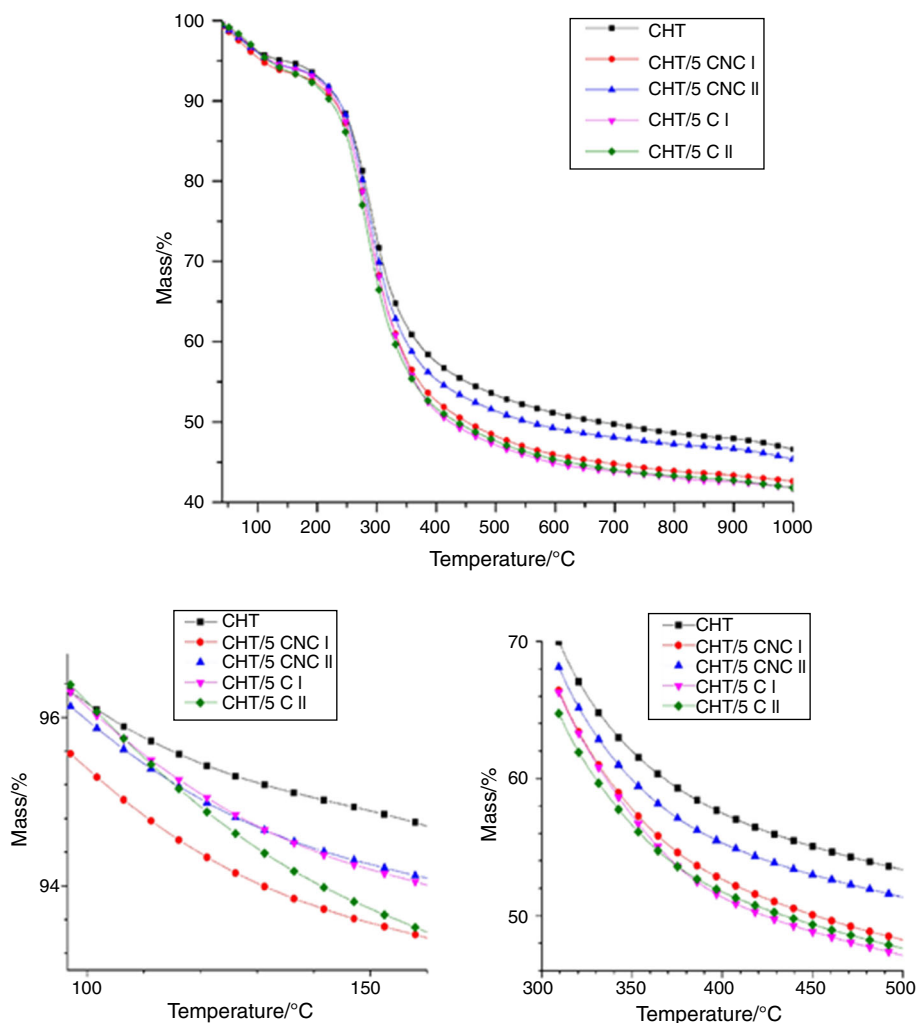 100
90
80
70
60
50
40
Mass/%
100 200 300 400 500 600 700 800 900 1000
Temperature/°C
CHT
CHT/5 CNC I
CHT/5 CNC II
CHT/5 C I
CHT/5 C II
96
94
Mass/%
100 150
Temperature/°C
CHT
CHT/5 CNC I
CHT/5 CNC II
CHT/5 C I
CHT/5 C II
70
60
50
Mass/%
300 350 400 450 500
Temperature/°C
CHT
CHT/5 CNC I
CHT/5 CNC II
CHT/5 C I
CHT/5 C II